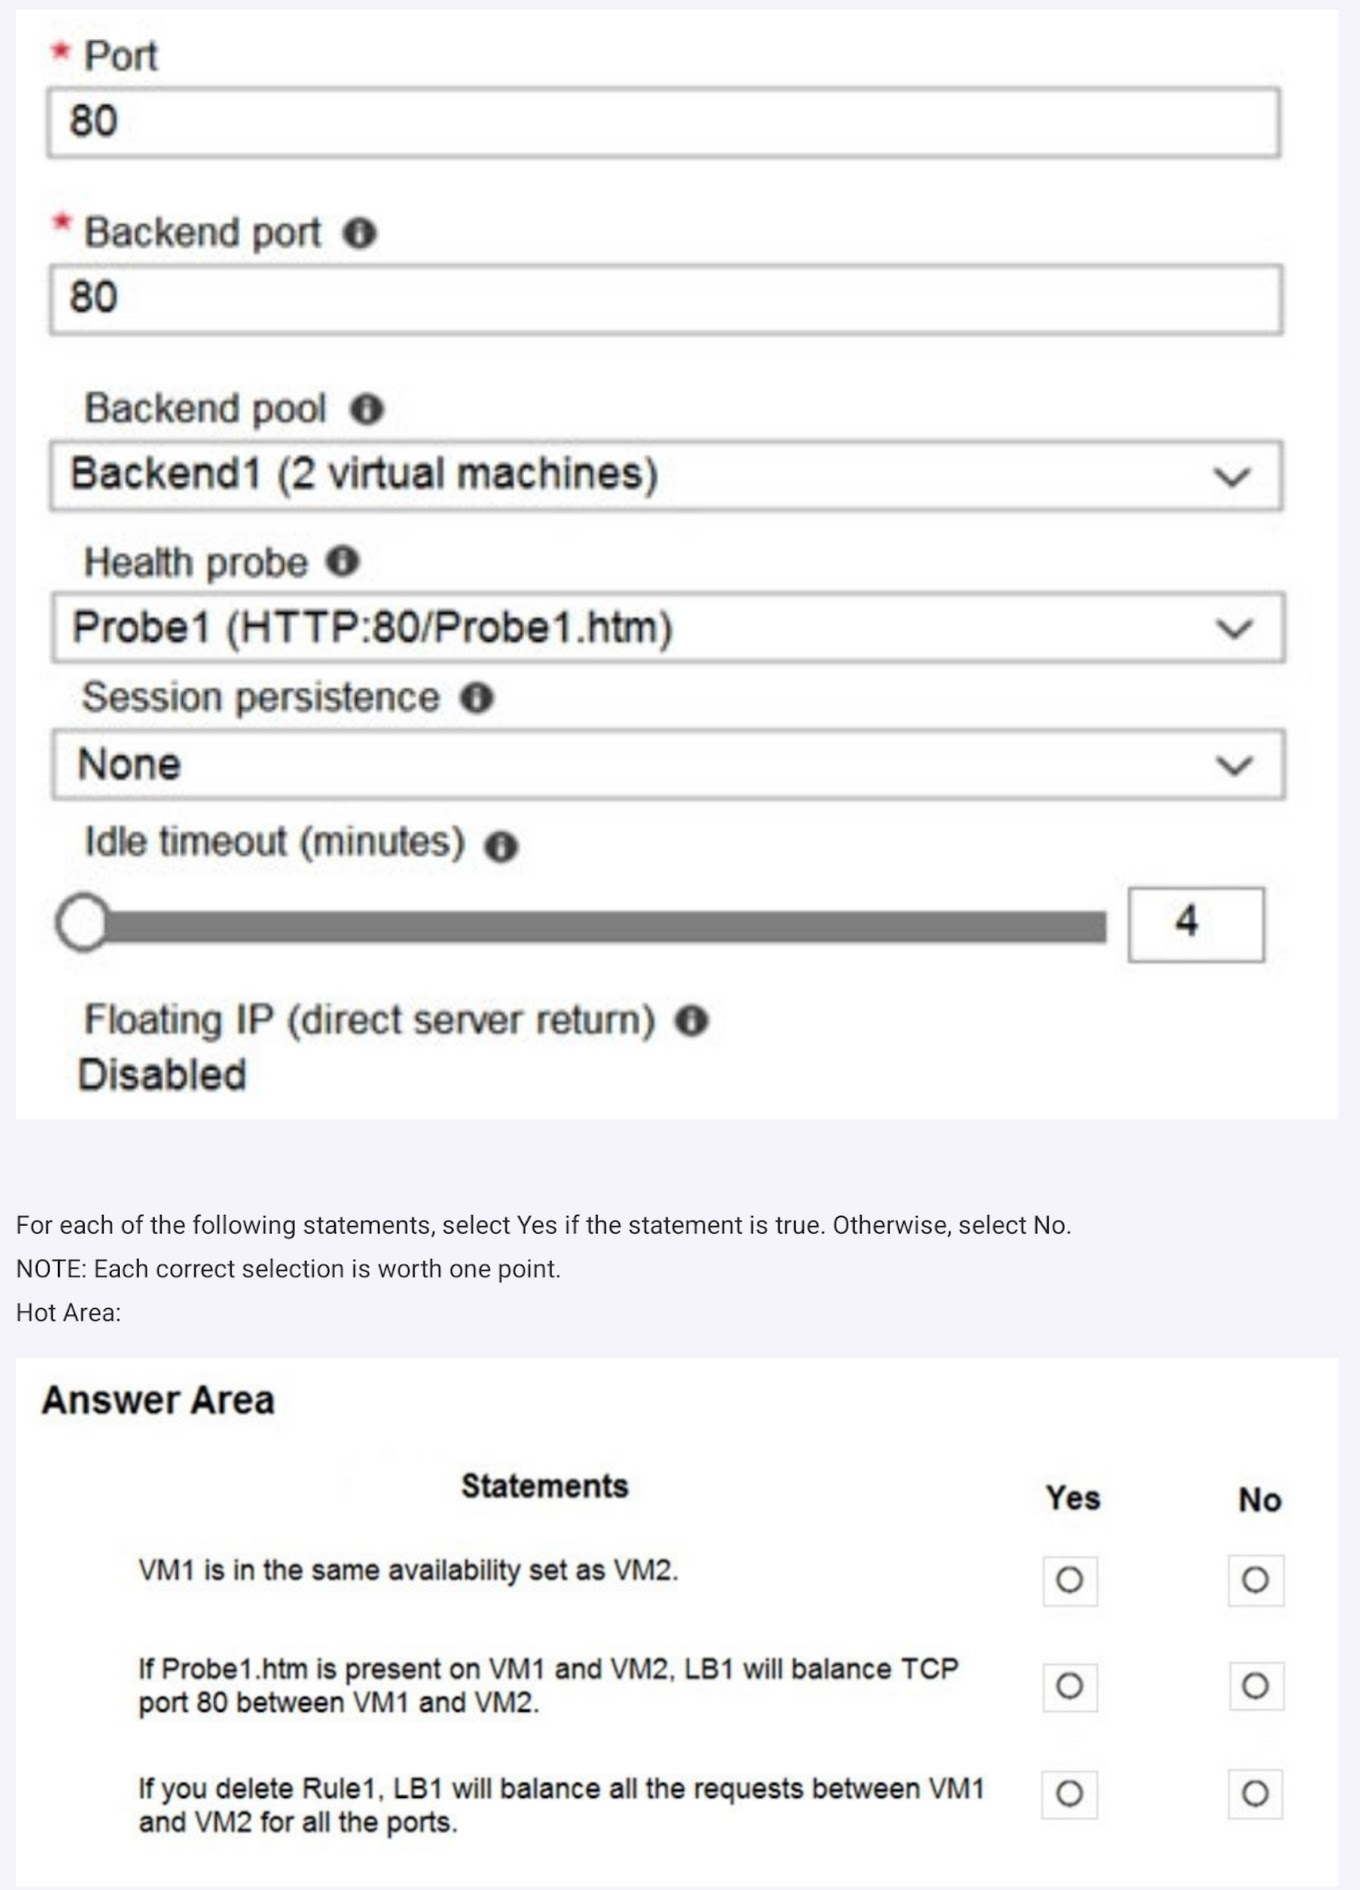 * Port
80
* Backend port
80
Backend pool
Backend1 (2 virtual machines)
Health probe
Probe1 (HTTP:80/Probe1.htm)
Session persistence
None
Idle timeout (minutes)
4
Floating IP (direct server return)
Disabled
For each of the following statements, select Yes if the statement is true. Otherwise, select No.
NOTE: Each correct selection is worth one point.
Hot Area:
Answer Area
Statements Yes No
VM1 is in the same availability set as VM2.
If Probe1.htm is present on VM1 and VM2, LB1 will balance TCP
port 80 between VM1 and VM2.
If you delete Rule1, LB1 will balance all the requests between VM1
and VM2 for all the ports.